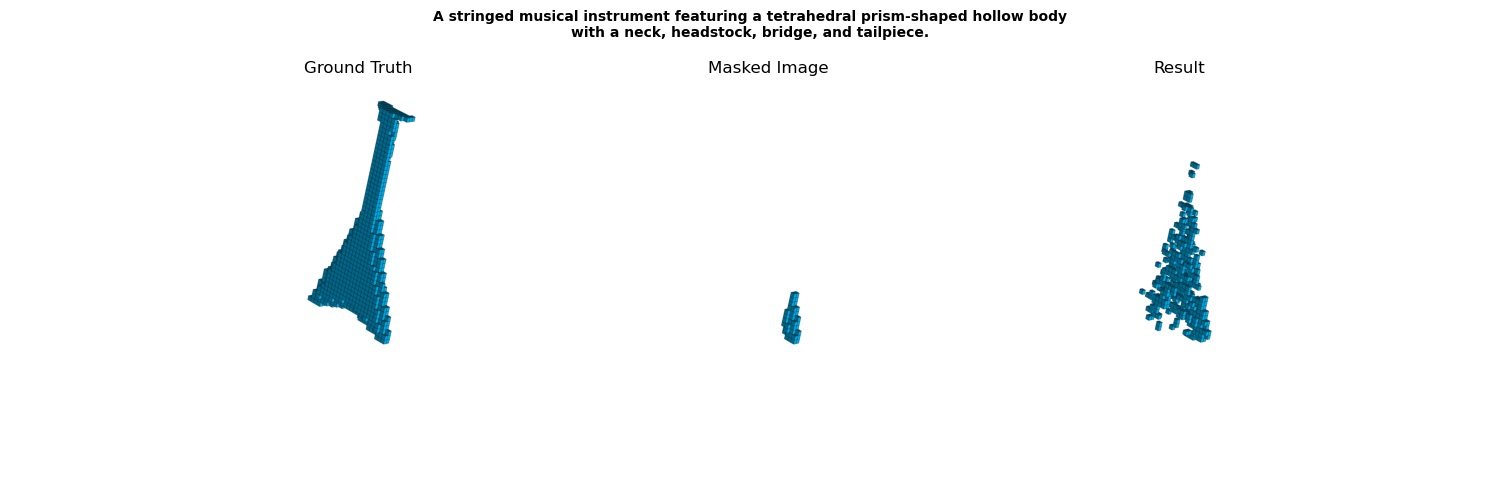 A stringed musical instrument featuring a tetrahedral prism-shaped hollow body
with a neck, headstock, bridge, and tailpiece.
Ground Truth
Masked Image
Result